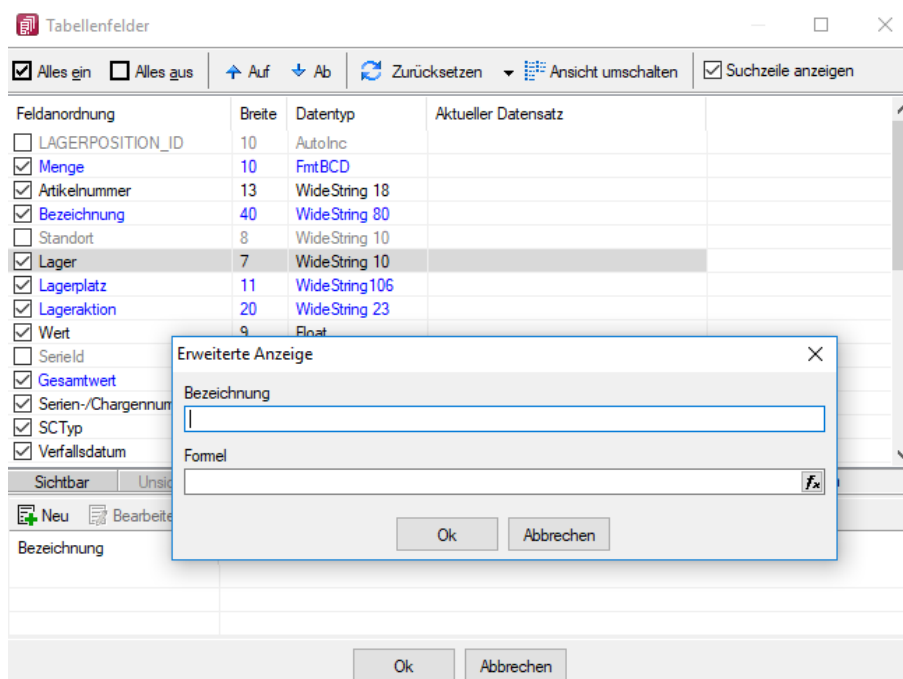 Tabellenfelder
Alles ein Alles aus Auf Ab Zurücksetzen Ansicht umschalten Suchzeile anzeigen
Feldanordnung Breite Datentyp Aktueller Datensatz
LAGERPOSITION_ID 10 AutoInc
Menge 10 FmtBCD
Artikelnummer 13 WideString 18
Bezeichnung 40 WideString 80
Standort 8 WideString 10
Lager 7 WideString 10
Lagerplatz 11 WideString106
Lageraktion 20 WideString 23
Wert 9 Float
SerieId
Gesamtwert
Serien-/Chargennum
SCTyp
Verfallsdatum
Erweiterte Anzeige
Bezeichnung
Formel
fx
Ok Abbrechen
Sichtbar Unsic
Neu Bearbeite
Bezeichnung
Ok Abbrechen